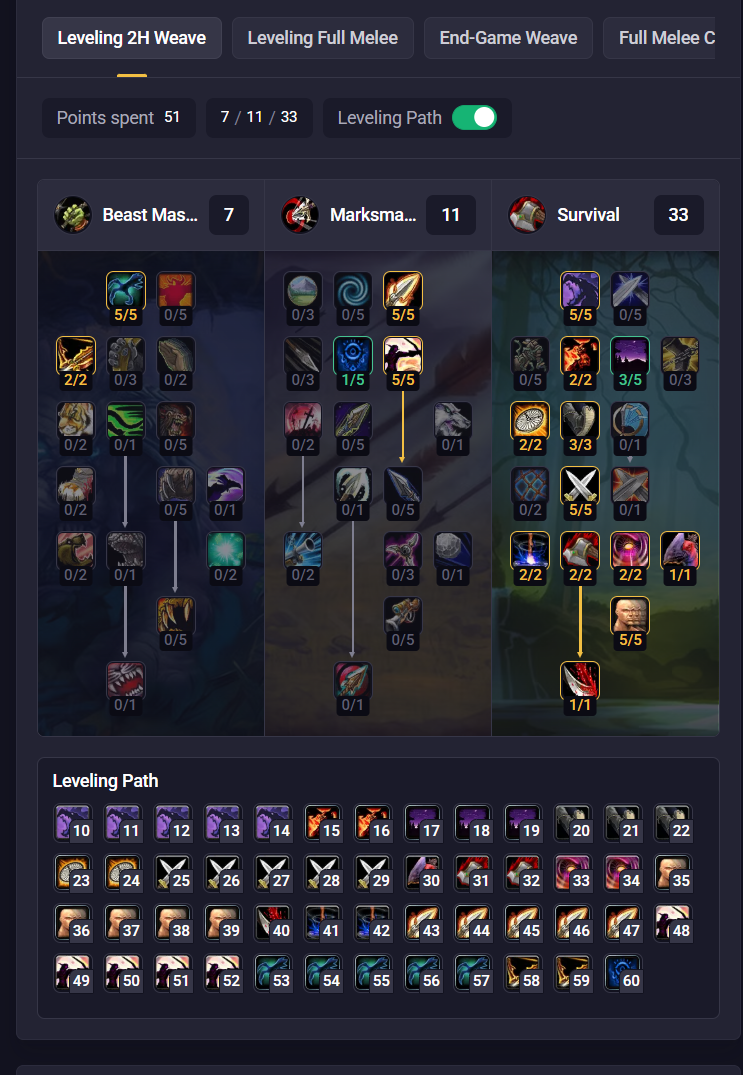 Leveling 2H Weave Leveling Full Melee End-Game Weave Full Melee C
Points spent 51 7 / 11 / 33 Leveling Path
Beast Mas... 7 Marksma... 11 Survival 33
5/5 0/5 0/3 0/5 5/5 5/5 0/5
2/2 0/3 0/2 0/3 1/5 5/5 0/5 2/2 3/5 0/3
0/2 0/1 0/5 0/2 0/5 0/1 2/2 3/3 0/1
0/2 0/5 0/1 0/1 0/5 0/2 5/5 0/1
0/2 0/1 0/2 0/2 0/3 0/1 2/2 2/2 2/2 1/1
0/5 0/5 5/5
0/1 0/1 1/1
Leveling Path
10 11 12 13 14 15 16 17 18 19 20 21 22
23 24 25 26 27 28 29 30 31 32 33 34 35
36 37 38 39 40 41 42 43 44 45 46 47 48
49 50 51 52 53 54 55 56 57 58 59 60